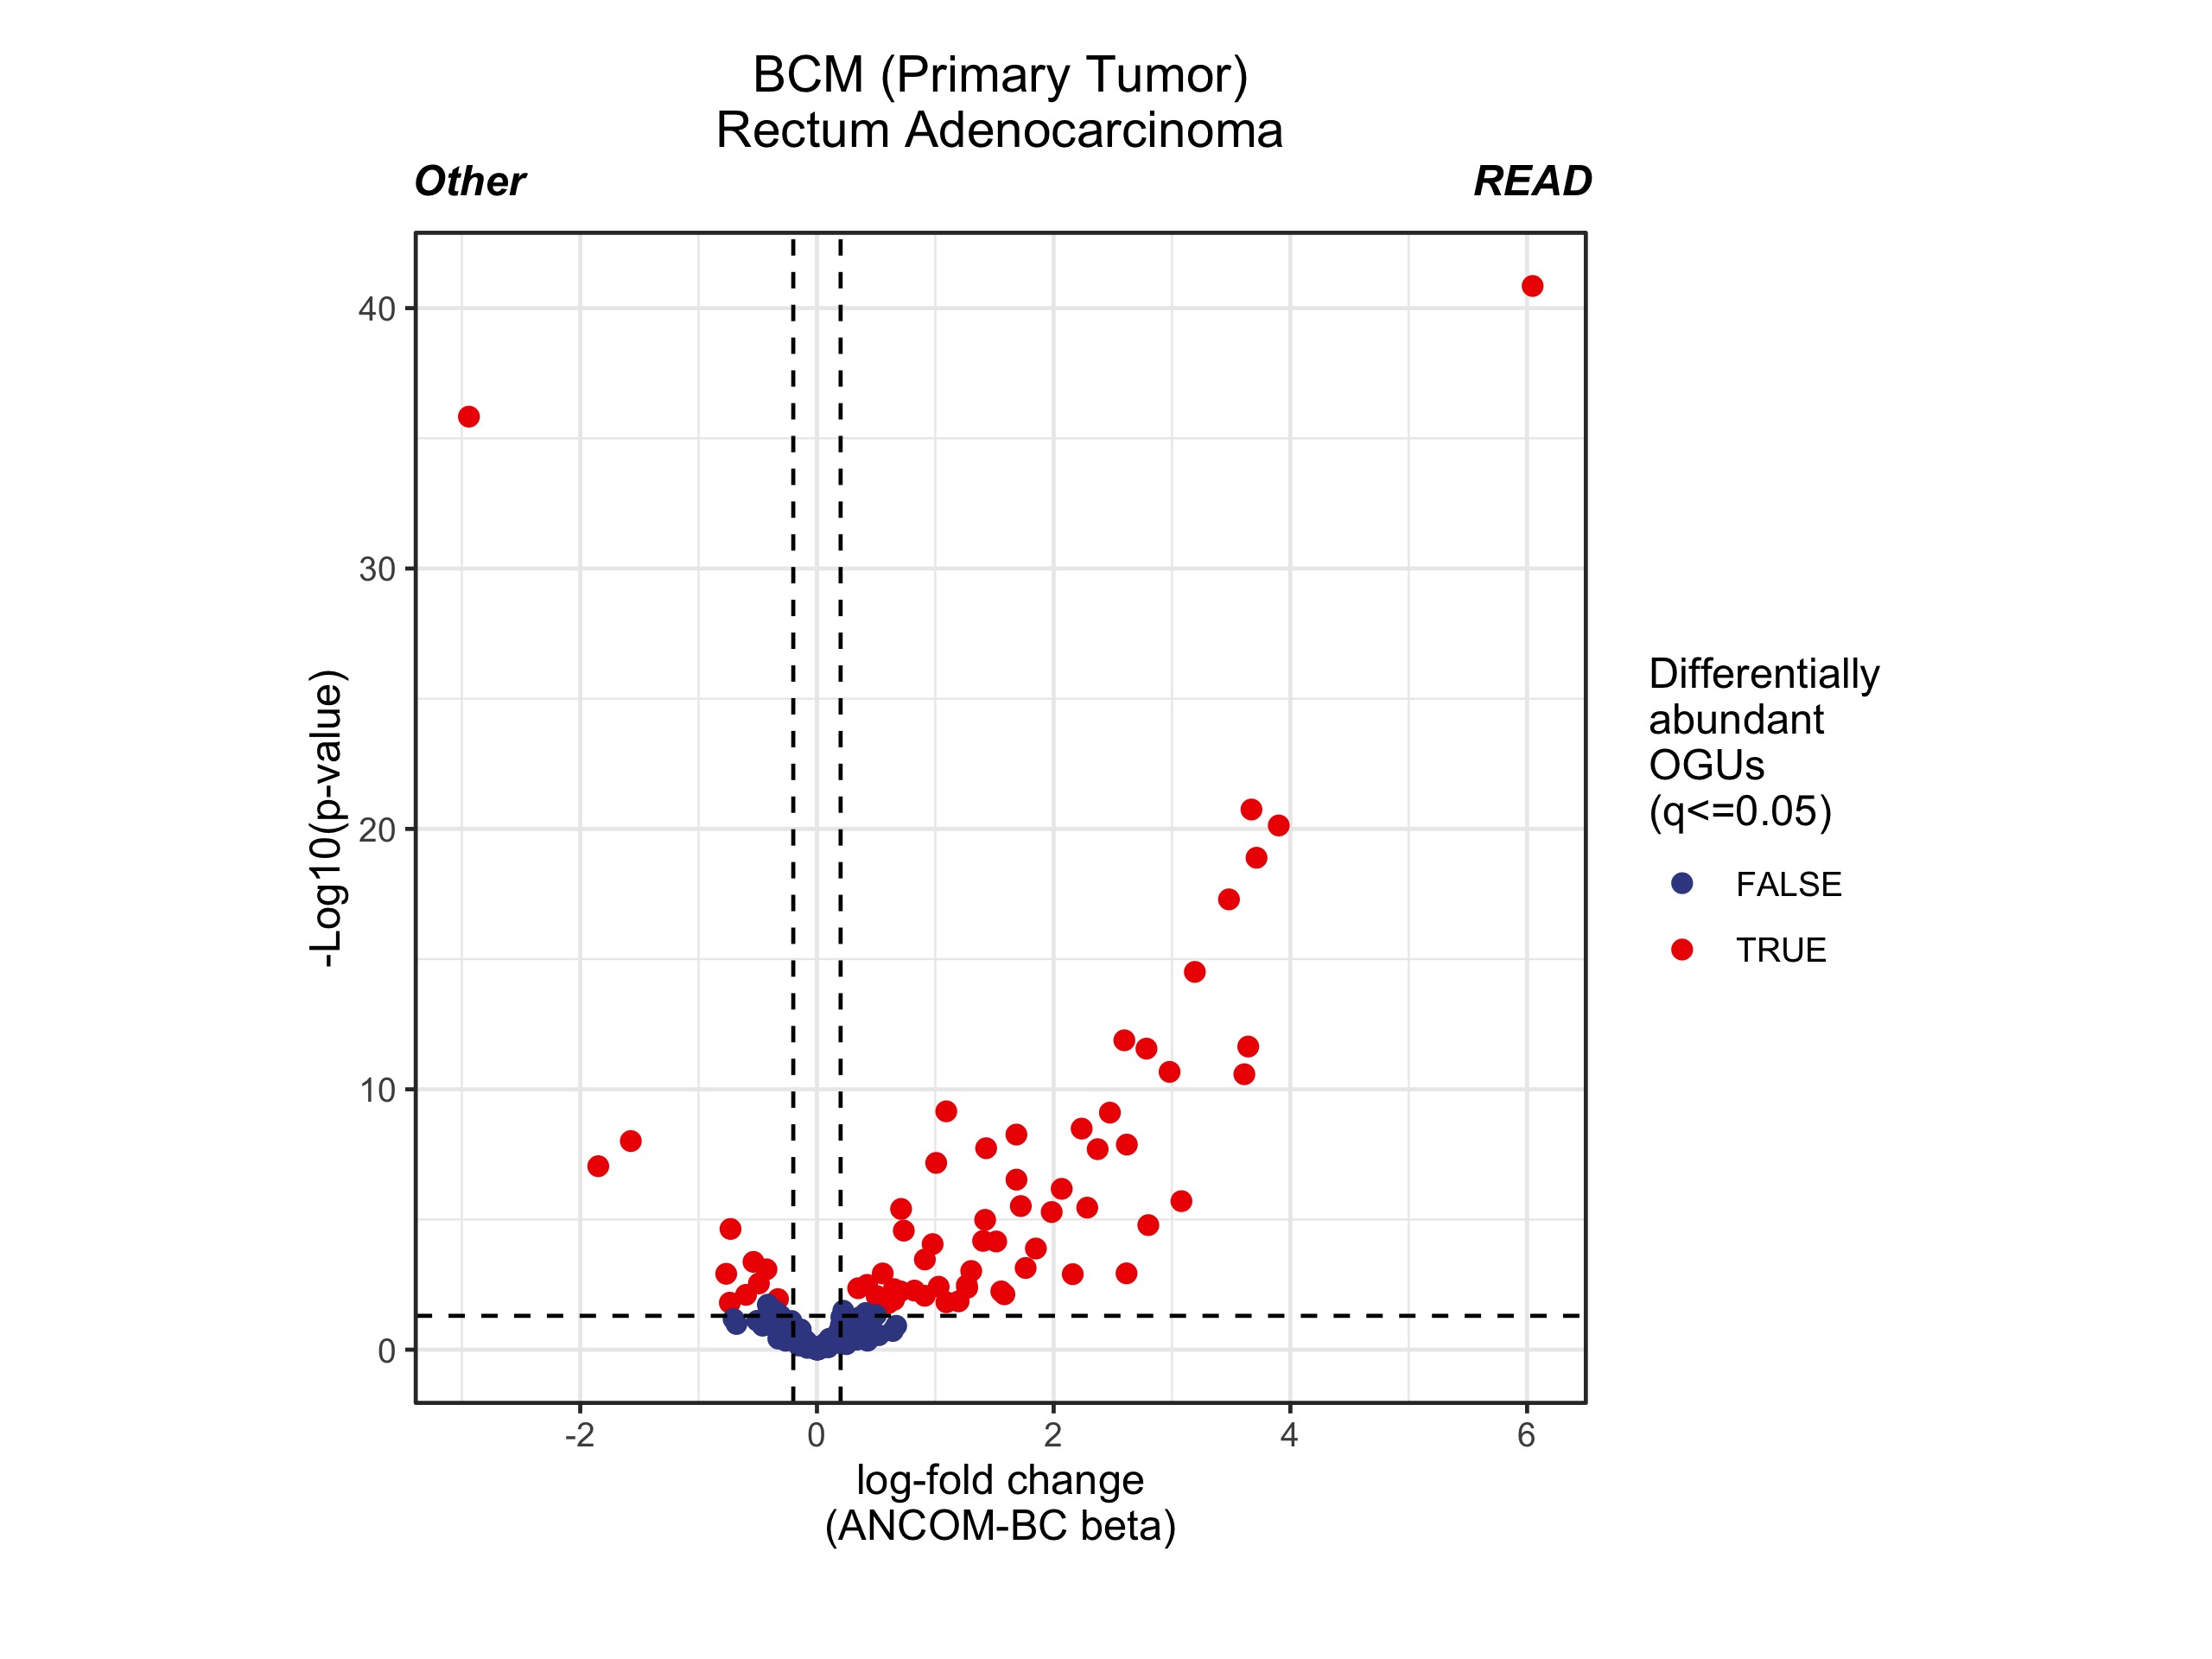 BCM (Primary Tumor)
Rectum Adenocarcinoma
Other
READ
40
30
20
10
0
-Log10(p-value)
-2
0
2
4
6
log-fold change
(ANCOM-BC beta)
Differentially
abundant
OGUs
(q<=0.05)
FALSE
TRUE